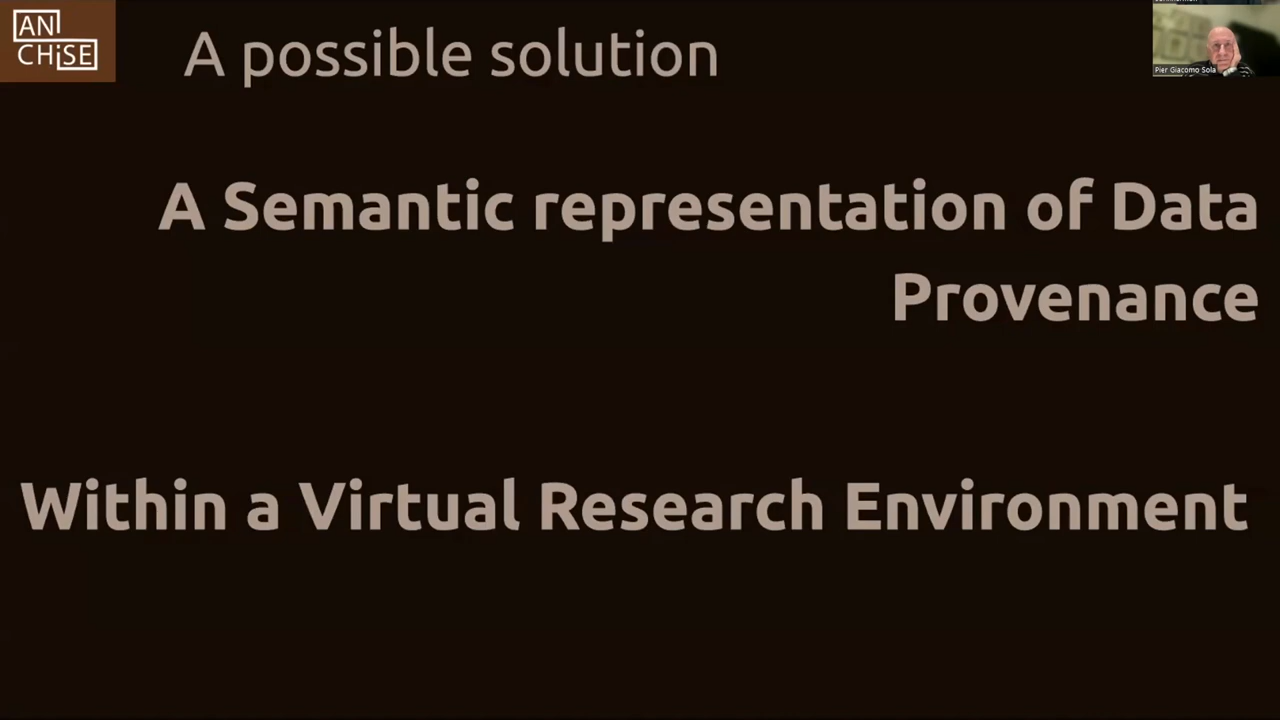 AN
CHiSE
A possible solution
Pier Giacomo Sola
A Semantic representation of Data
Provenance
Within a Virtual Research Environment